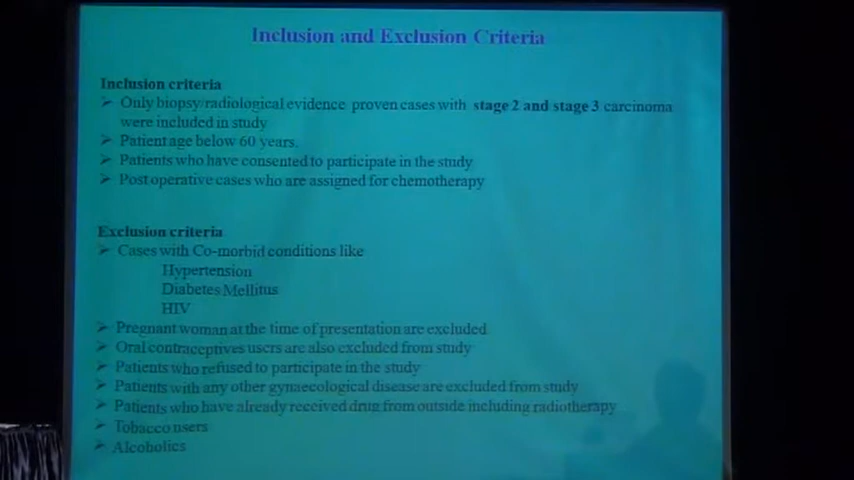 Inclusion and Exclusion Criteria
Inclusion criteria
➢ Only biopsy/radiological evidence proven cases with stage 2 and stage 3 carcinoma
were included in study
➢ Patient age below 60 years.
➢ Patients who have consented to participate in the study
➢ Post operative cases who are assigned for chemotherapy
Exclusion criteria
➢ Cases with Co-morbid conditions like
Hypertension
Diabetes Mellitus
HIV
➢ Pregnant woman at the time of presentation are excluded
➢ Oral contraceptives users are also excluded from study
➢ Patients who refused to participate in the study
➢ Patients with any other gynaecological disease are excluded from study
➢ Patients who have already received drug from outside including radiotherapy
➢ Tobacco users
➢ Alcoholics